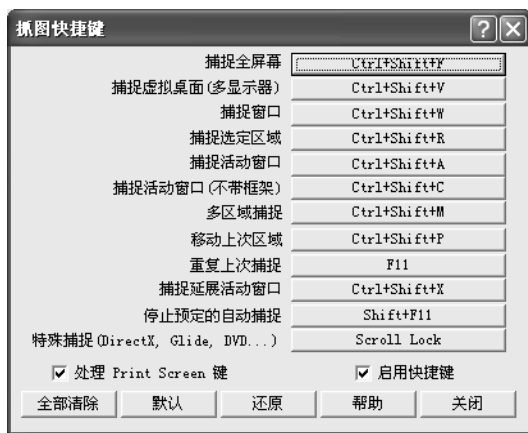 抓图快捷键
捕捉全屏幕 Ctrl+Shift+F
捕捉虚拟桌面(多显示器) Ctrl+Shift+V
捕捉窗口 Ctrl+Shift+W
捕捉选定区域 Ctrl+Shift+R
捕捉活动窗口 Ctrl+Shift+A
捕捉活动窗口(不带框架) Ctrl+Shift+C
多区域捕捉 Ctrl+Shift+M
移动上次区域 Ctrl+Shift+P
重复上次捕捉 F11
捕捉延展活动窗口 Ctrl+Shift+X
停止预定的自动捕捉 Shift+F11
特殊捕捉(DirectX, Glide, DVD...) Scroll Lock
处理 Print Screen 键 启用快捷键
全部清除 默认 还原 帮助 关闭